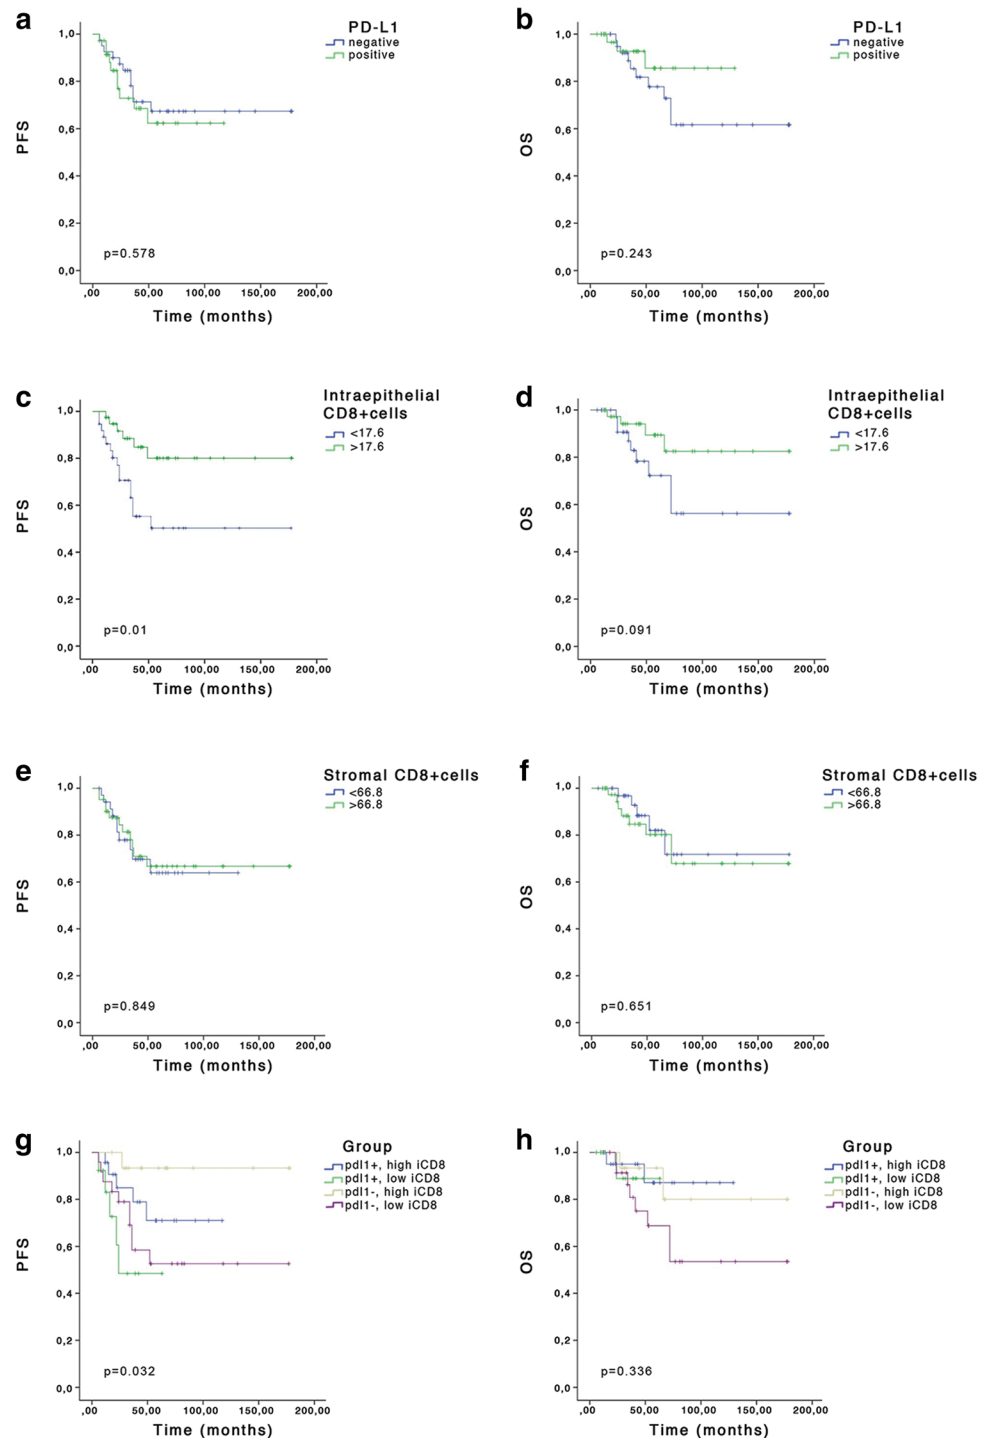 a
PD-L1
negative
positive
1,0
0,8
0,6
0,4
0,2
0,0
PFS
p=0.578
,00 50,00 100,00 150,00 200,00
Time (months)
b
PD-L1
negative
positive
1,0
0,8
0,6
0,4
0,2
0,0
OS
p=0.243
,00 50,00 100,00 150,00 200,00
Time (months)
c
Intraepithelial
CD8+cells
<17.6
>17.6
1,0
0,8
0,6
0,4
0,2
0,0
PFS
p=0.01
,00 50,00 100,00 150,00 200,00
Time (months)
d
Intraepithelial
CD8+cells
<17.6
>17.6
1,0
0,8
0,6
0,4
0,2
0,0
OS
p=0.091
,00 50,00 100,00 150,00 200,00
Time (months)
e
Stromal CD8+cells
<66.8
>66.8
1,0
0,8
0,6
0,4
0,2
0,0
PFS
p=0.849
,00 50,00 100,00 150,00 200,00
Time (months)
f
Stromal CD8+cells
<66.8
>66.8
1,0
0,8
0,6
0,4
0,2
0,0
OS
p=0.651
,00 50,00 100,00 150,00 200,00
Time (months)
g
Group
pdl1+, high iCD8
pdl1+, low iCD8
pdl1-, high iCD8
pdl1-, low iCD8
1,0
0,8
0,6
0,4
0,2
0,0
PFS
p=0.032
,00 50,00 100,00 150,00 200,00
Time (months)
h
Group
pdl1+, high iCD8
pdl1+, low iCD8
pdl1-, high iCD8
pdl1-, low iCD8
1,0
0,8
0,6
0,4
0,2
0,0
OS
p=0.336
,00 50,00 100,00 150,00 200,00
Time (months)